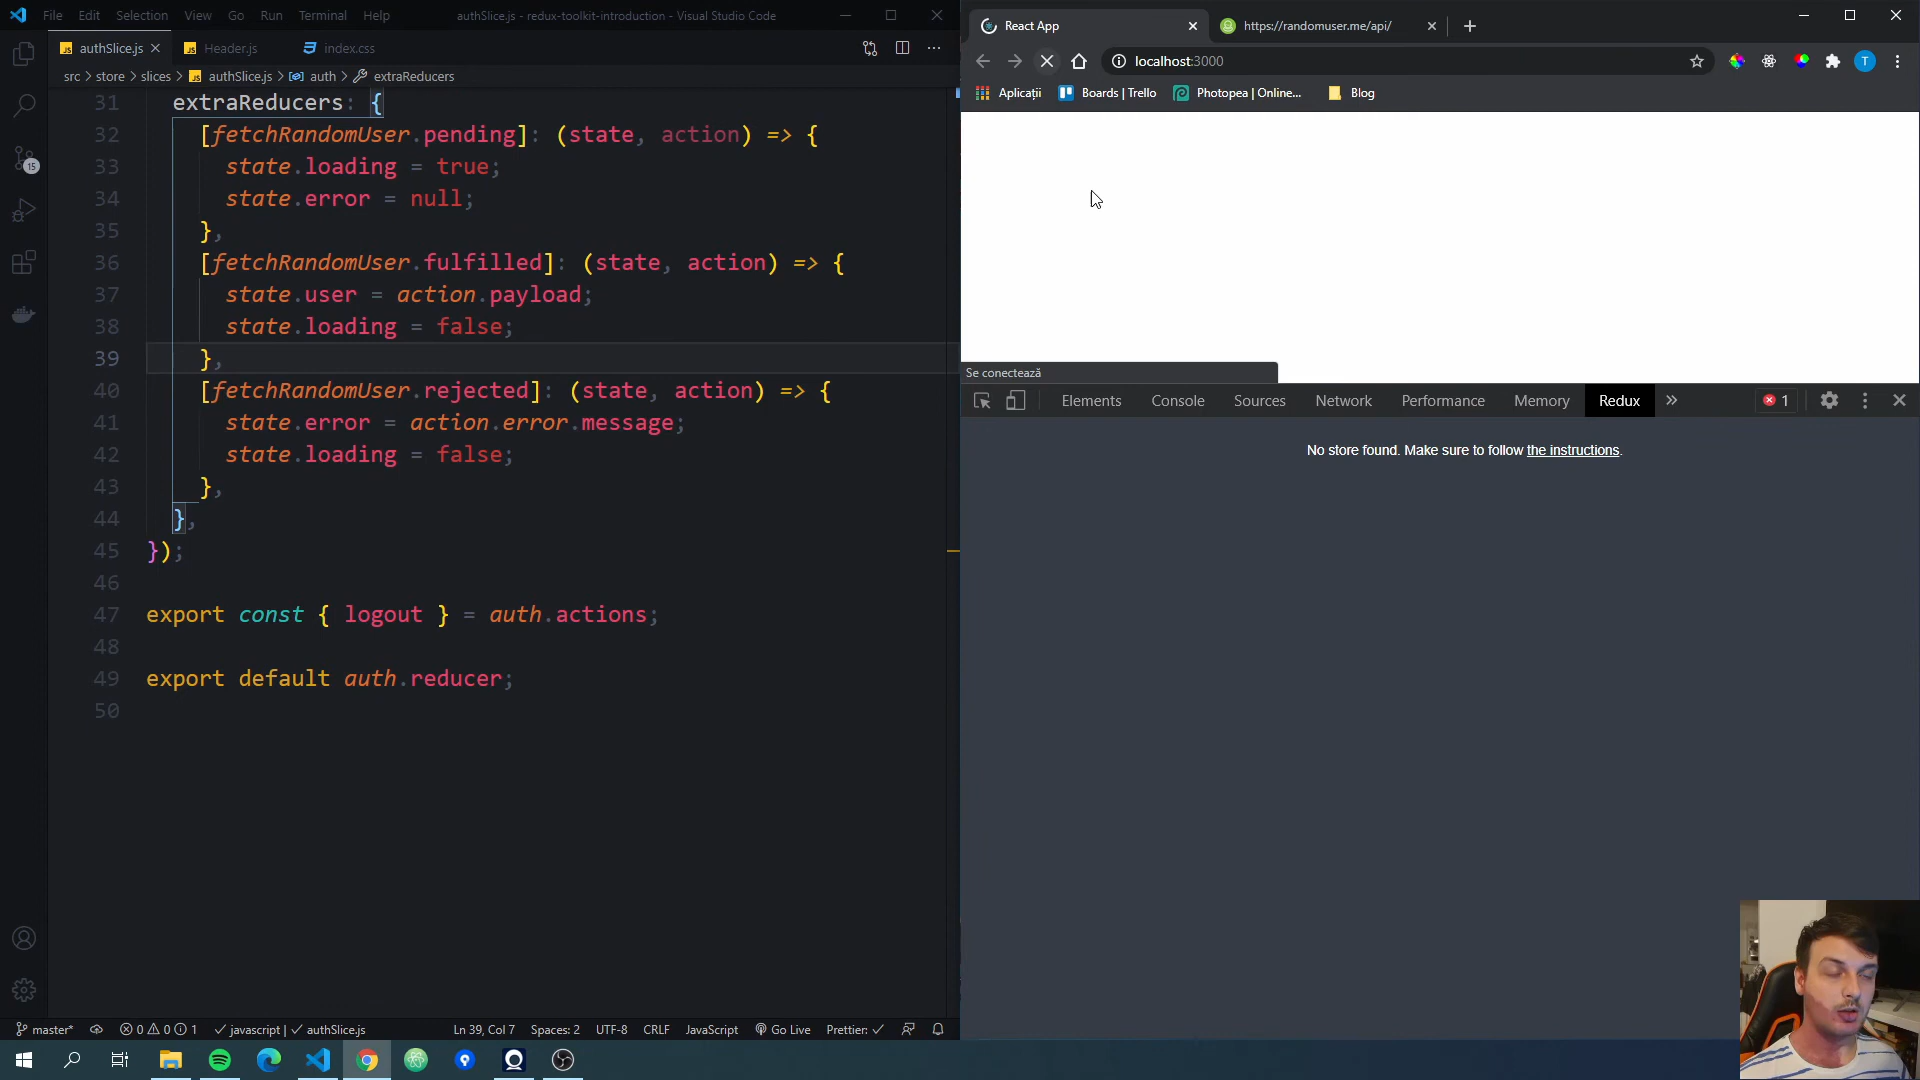 File Edit Selection View Go Run Terminal Help authSlice.js - redux-toolkit-introduction - Visual Studio Code
authSlice.js Header.js index.css
src > store > slices > authSlice.js > auth > extraReducers
31 extraReducers: {
32 [fetchRandomUser.pending]: (state, action) => {
33 state.loading = true;
34 state.error = null;
35 },
36 [fetchRandomUser.fulfilled]: (state, action) => {
37 state.user = action.payload;
38 state.loading = false;
39 },
40 [fetchRandomUser.rejected]: (state, action) => {
41 state.error = action.error.message;
42 state.loading = false;
43 },
44 },
45 });
46
47 export const { logout } = auth.actions;
48
49 export default auth.reducer;
50
15
master* 0 0 1 javascript | authSlice.js Ln 39, Col 7 Spaces: 2 UTF-8 CRLF JavaScript Go Live Prettier:
React App https://randomuser.me/api/
localhost:3000 T
Aplicații Boards | Trello Photopea | Online... Blog
Se conectează
Elements Console Sources Network Performance Memory Redux 1
No store found. Make sure to follow the instructions.